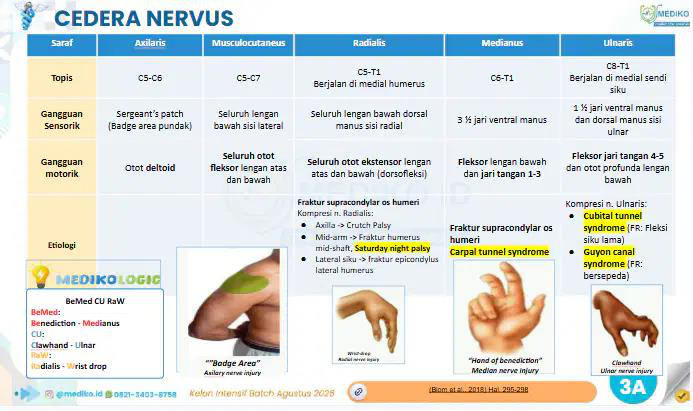 CEDERA NERVUS
MEDIKO
Saraf
Axilaris
Musculocutaneus
Radialis
Medianus
Ulnaris
Topis
C5-C6
C5-C7
C5-T1
Berjalan di medial humerus
C6-T1
C8-T1
Berjalan di medial sendi
siku
Gangguan
Sensorik
Sergeant's patch
(Badge area pundak)
Seluruh lengan
bawah sisi lateral
Seluruh lengan bawah dorsal
manus sisi radial
3 ½ jari ventral manus
1 ½ jari ventral manus
dan dorsal manus sisi
ulnar
Gangguan
motorik
Otot deltoid
Seluruh otot
fleksor lengan atas
dan bawah
Seluruh otot ekstensor lengan
atas dan bawah (dorsofleksi)
Fleksor lengan bawah
dan jari tangan 1-3
Fleksor jari tangan 4-5
dan otot profunda lengan
bawah
Etiologi
Fraktur supracondylar os humeri
Kompresi n. Radialis:
● Axilla -> Crutch Palsy
● Mid-arm -> Fraktur humerus
mid-shaft, Saturday night palsy
● Lateral siku -> fraktur epicondylus
lateral humerus
Fraktur supracondylar os
humeri
Carpal tunnel syndrome
Kompresi n. Ulnaris:
● Cubital tunnel
syndrome (FR: Fleksi
siku lama)
● Guyon canal
syndrome (FR:
bersepeda)
MEDIKO.ID
MEDIKOLOGIC
BeMed CU RaW
BeMed:
Benediction - Medianus
CU:
Clawhand - Ulnar
RaW:
Radialis - Wrist drop
""Badge Area"
Axilary nerve injury
Wrist-drop
Radial nerve injury
"Hand of benediction"
Median nerve injury
Clawhand
Ulnar nerve injury
@mediko.id 0821-3403-8758
Kelan Intensif Batch Agustus 2026
(Blom et al., 2018) Hal. 295-298
3A